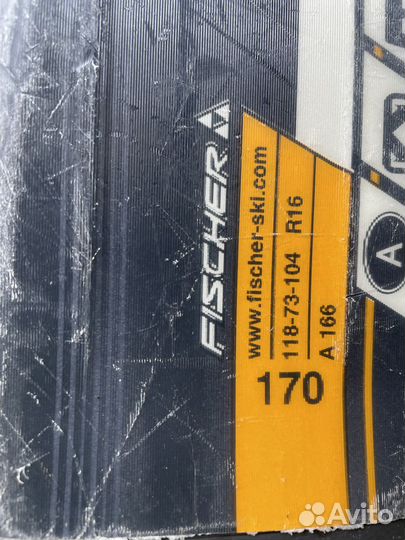 FISCHER
www.fischer-ski.com
118-73-104 R16
A 166
170
A
Avito